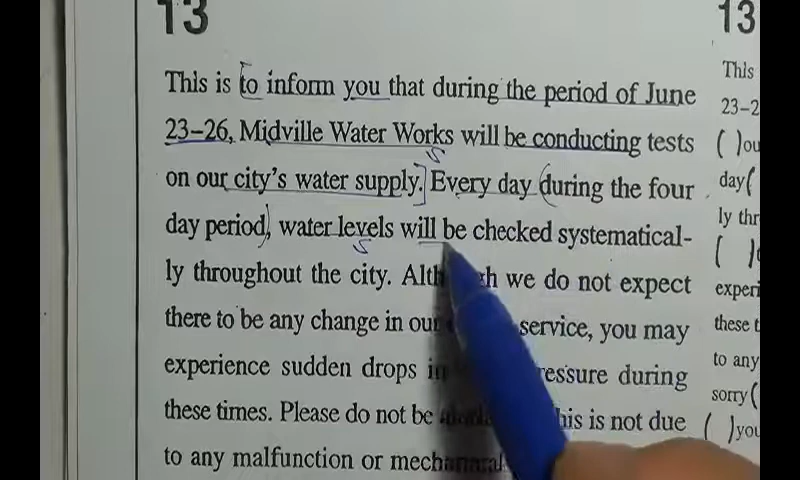 13
This is to inform you that during the period of June
23–26, Midville Water Works will be conducting tests
on our city's water supply. Every day during the four
day period, water levels will be checked systematical-
ly throughout the city. we do not expect
there to be any change in our service, you may
experience sudden drops during
these times. Please do not be his is not due
to any malfunction or
13
This
23–2
( )ou
day(
ly thr
( )
experi
these t
to any
sorry(
( )you